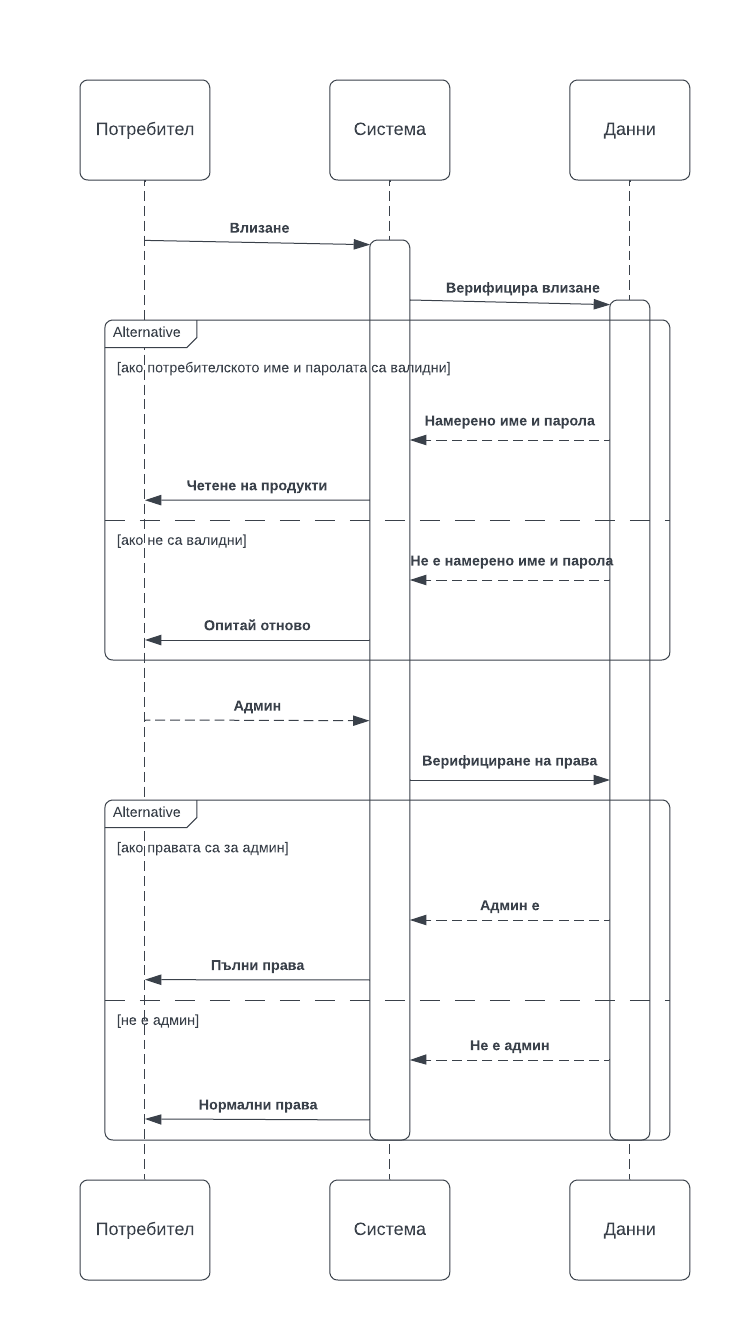 Потребител
Система
Данни
Влизане
Верифицира влизане
Alternative
[ако потребителското име и паролата са валидни]
Намерено име и парола
Четене на продукти
[ако не са валидни]
Не е намерено име и парола
Опитай отново
Админ
Верифициране на права
Alternative
[ако правата са за админ]
Админ е
Пълни права
[не е админ]
Не е админ
Нормални права
Потребител
Система
Данни